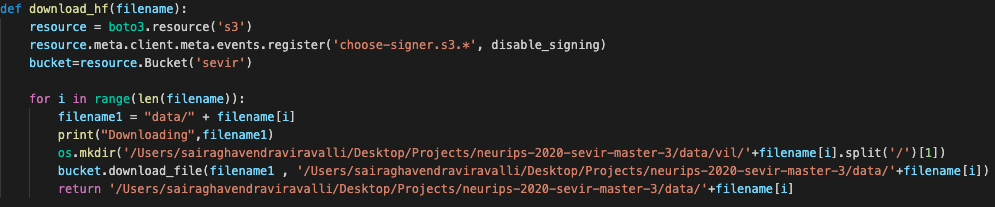 def download_hf(filename):
    resource = boto3.resource('s3')
    resource.meta.client.meta.events.register('choose-signer.s3.*', disable_signing)
    bucket=resource.Bucket('sevir')

    for i in range(len(filename)):
        filename1 = "data/" + filename[i]
        print("Downloading",filename1)
        os.mkdir('/Users/sairaghavendraviravalli/Desktop/Projects/neurips-2020-sevir-master-3/data/vil/'+filename[i].split('/')[1])
        bucket.download_file(filename1 , '/Users/sairaghavendraviravalli/Desktop/Projects/neurips-2020-sevir-master-3/data/'+filename[i])
        return '/Users/sairaghavendraviravalli/Desktop/Projects/neurips-2020-sevir-master-3/data/'+filename[i]